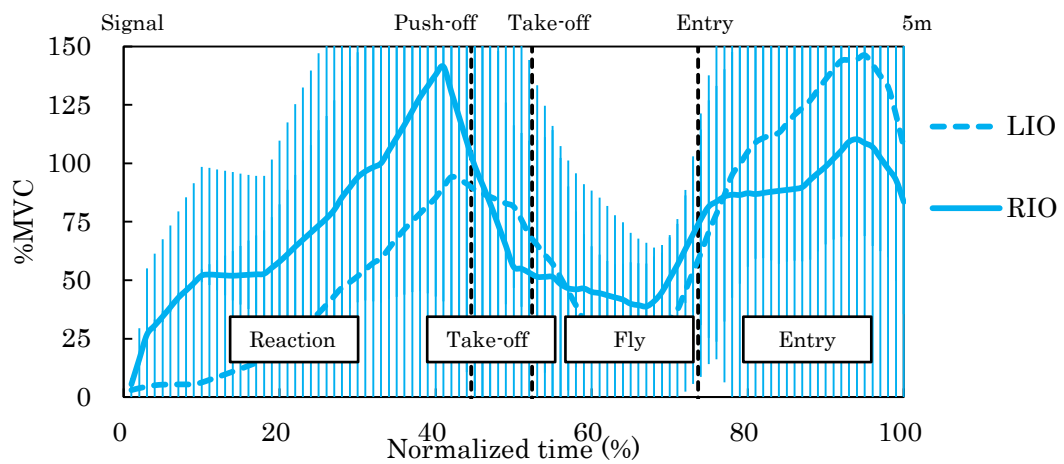 Signal Push-off Take-off Entry 5m
150
125
100
75
50
25
0
%MVC
Reaction Take-off Fly Entry
0 20 40 60 80 100
Normalized time (%)
LIO
RIO